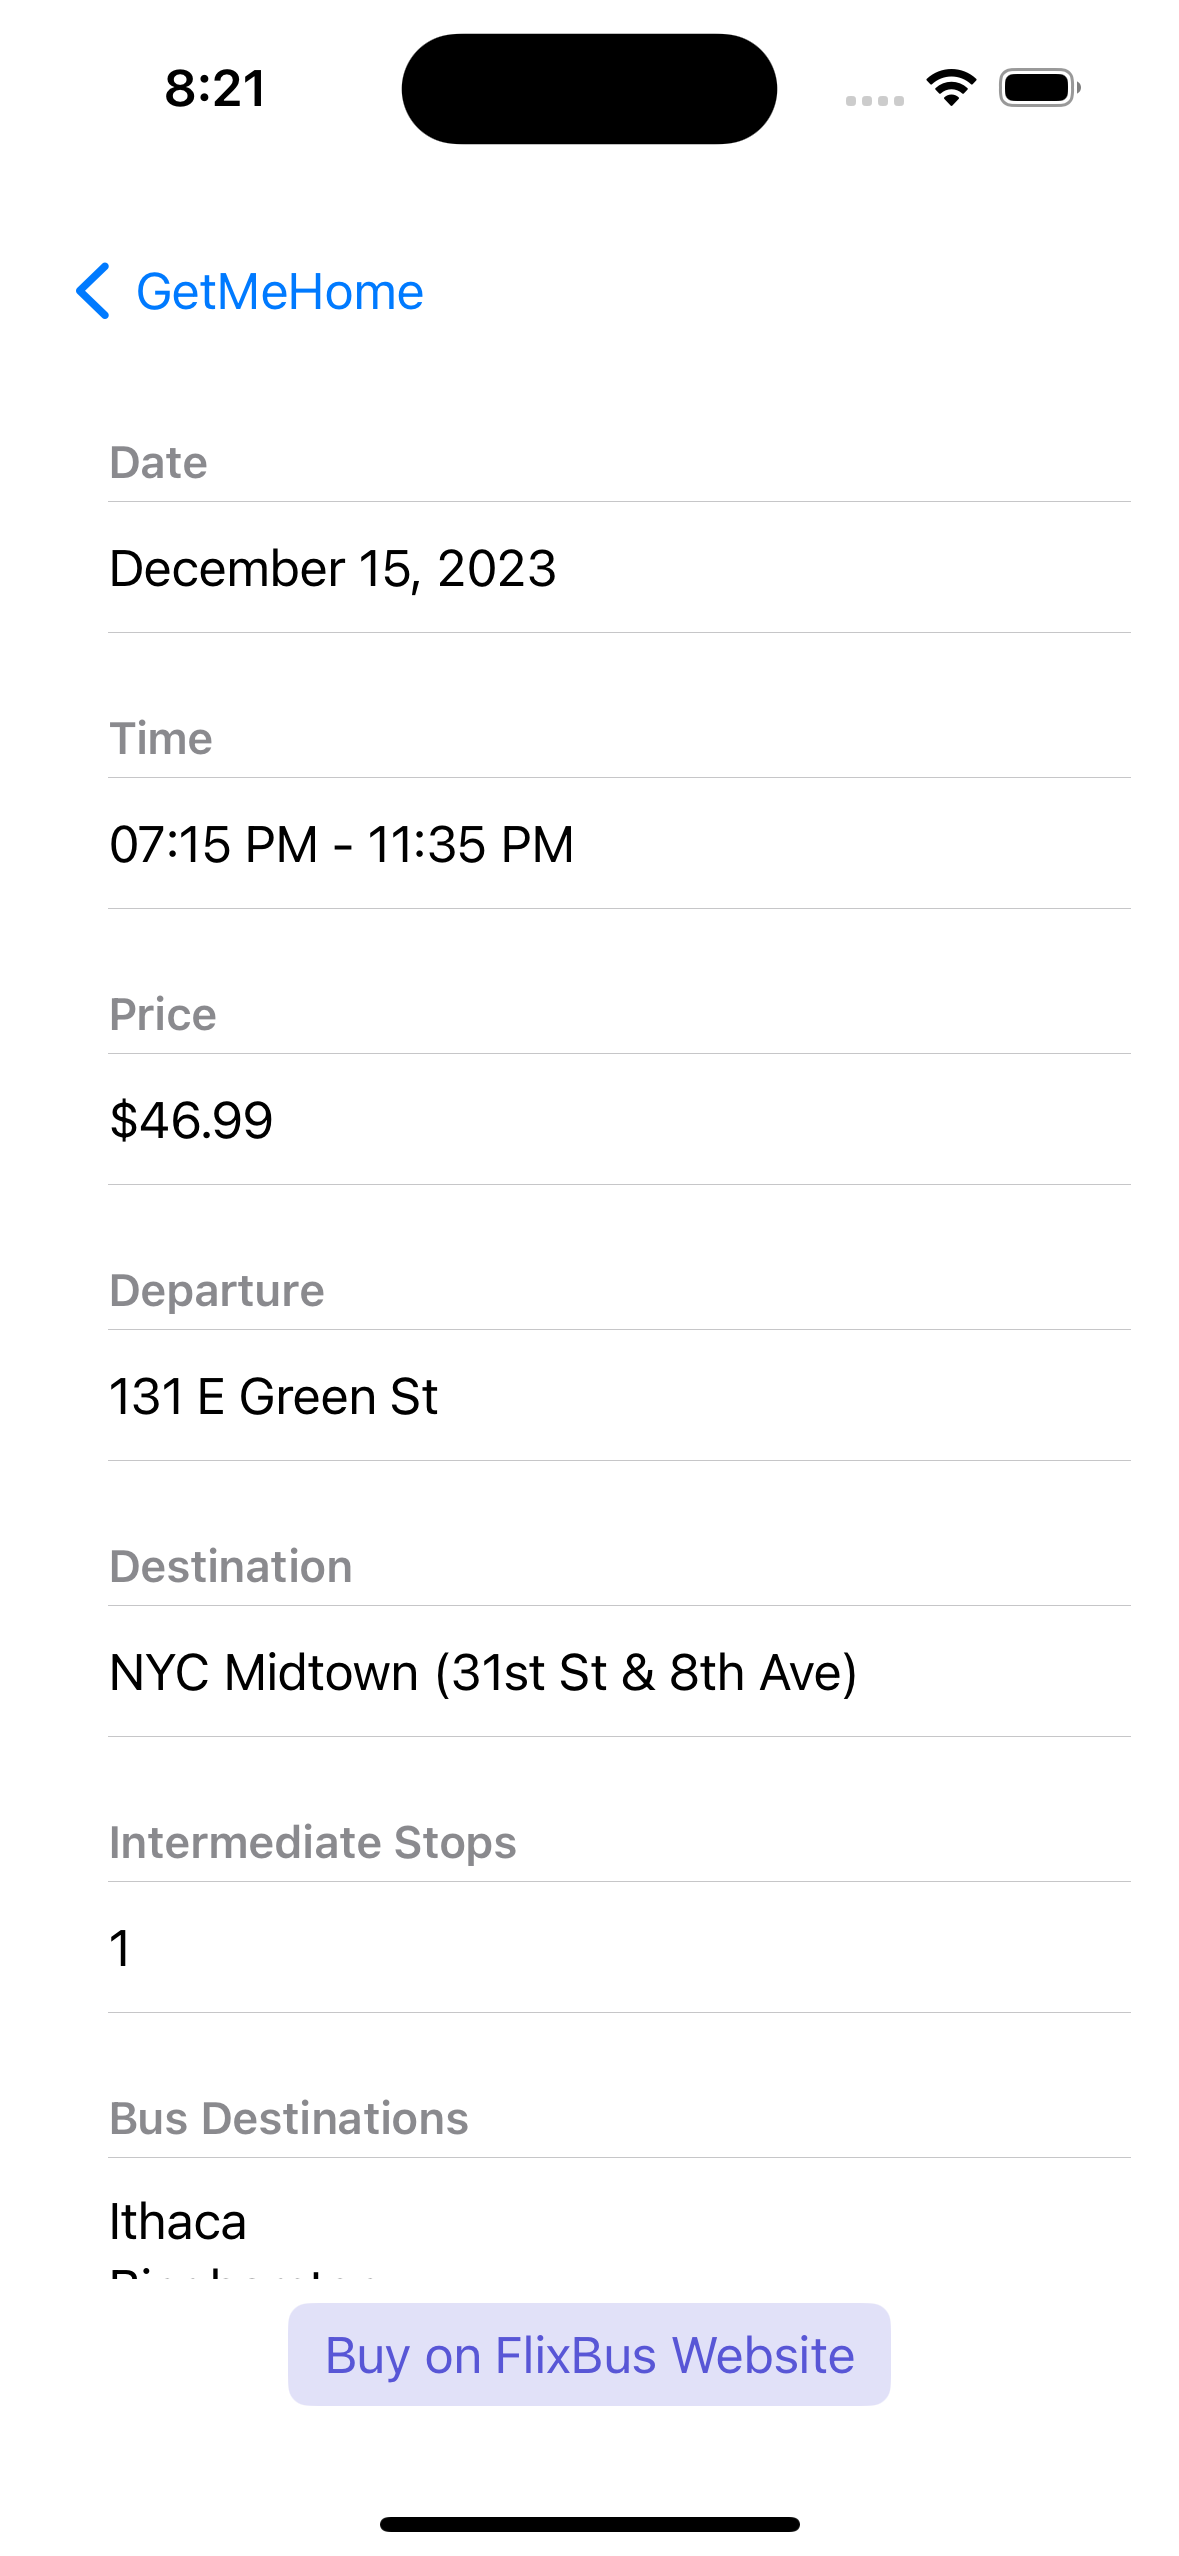 8:21
GetMeHome
Date
December 15, 2023
Time
07:15 PM - 11:35 PM
Price
$46.99
Departure
131 E Green St
Destination
NYC Midtown (31st St & 8th Ave)
Intermediate Stops
1
Bus Destinations
Ithaca
Buy on FlixBus Website